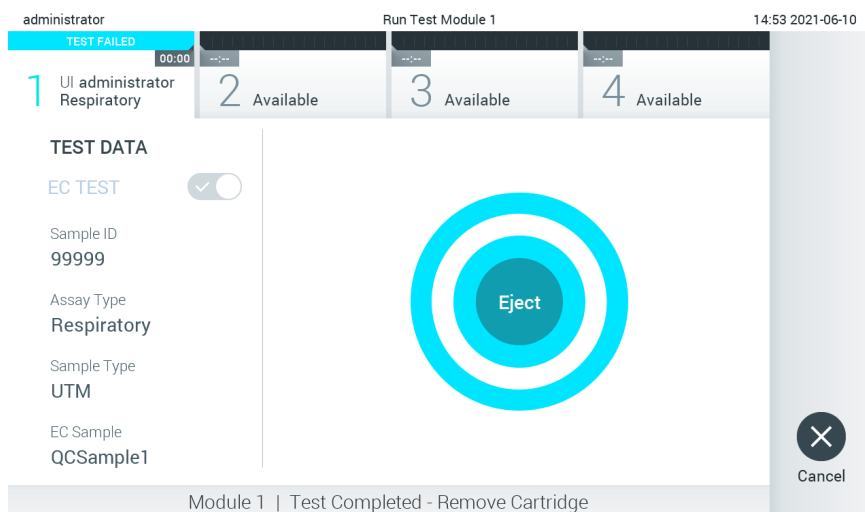 administrator
Run Test Module 1
14:53 2021-06-10
TEST FAILED
00:00
--:--
--:--
--:--
1
UI administrator
Respiratory
2 Available
3 Available
4 Available
TEST DATA
EC TEST
Sample ID
99999
Assay Type
Respiratory
Sample Type
UTM
EC Sample
QCSample1
Eject
Cancel
Module 1 | Test Completed - Remove Cartridge